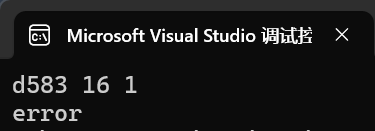 Microsoft Visual Studio 调试控
d583 16 1
error